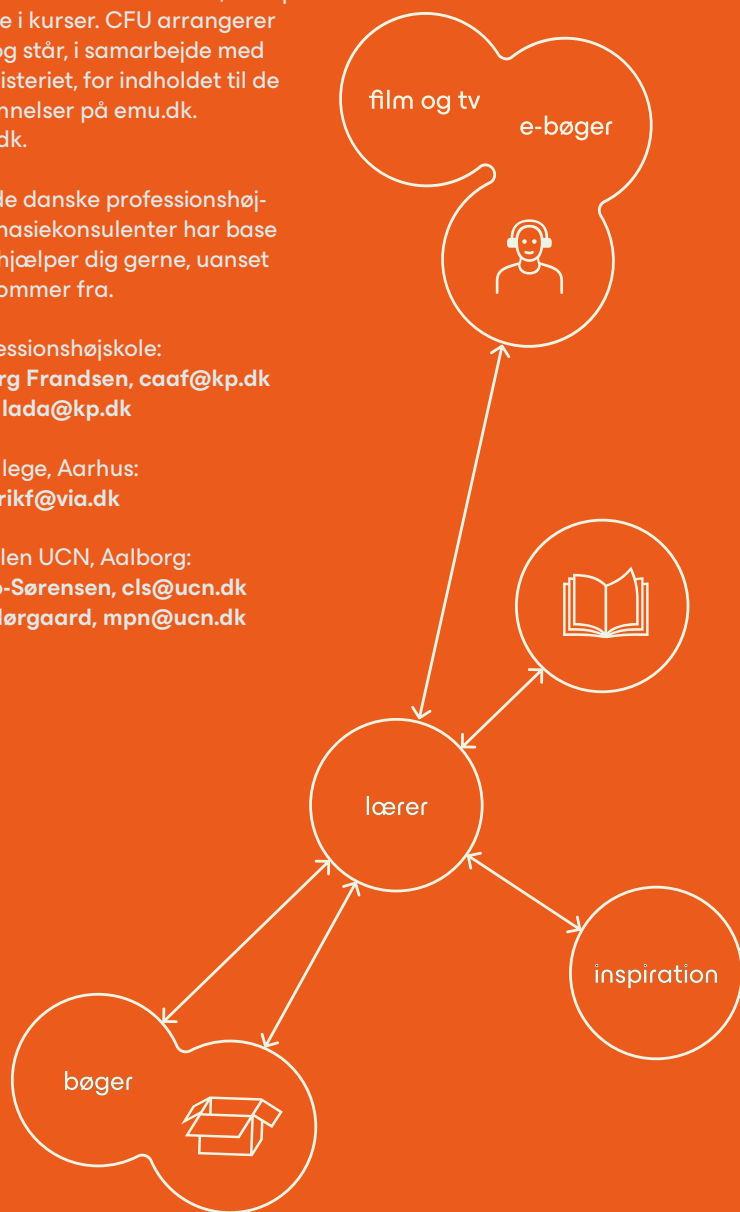 e i kurser. CFU arrangerer
og står, i samarbejde med
isteriet, for indholdet til de
nnelser på emu.dk.
dk.
de danske professionshøj-
nasiekonsulenter har base
hjælper dig gerne, uanset
ommer fra.
essionshøjskole:
rg Frandsen, caaf@kp.dk
lada@kp.dk
lege, Aarhus:
rikf@via.dk
len UCN, Aalborg:
-Sørensen, cls@ucn.dk
lørgaard, mpn@ucn.dk
film og tv
e-bøger
lærer
inspiration
bøger